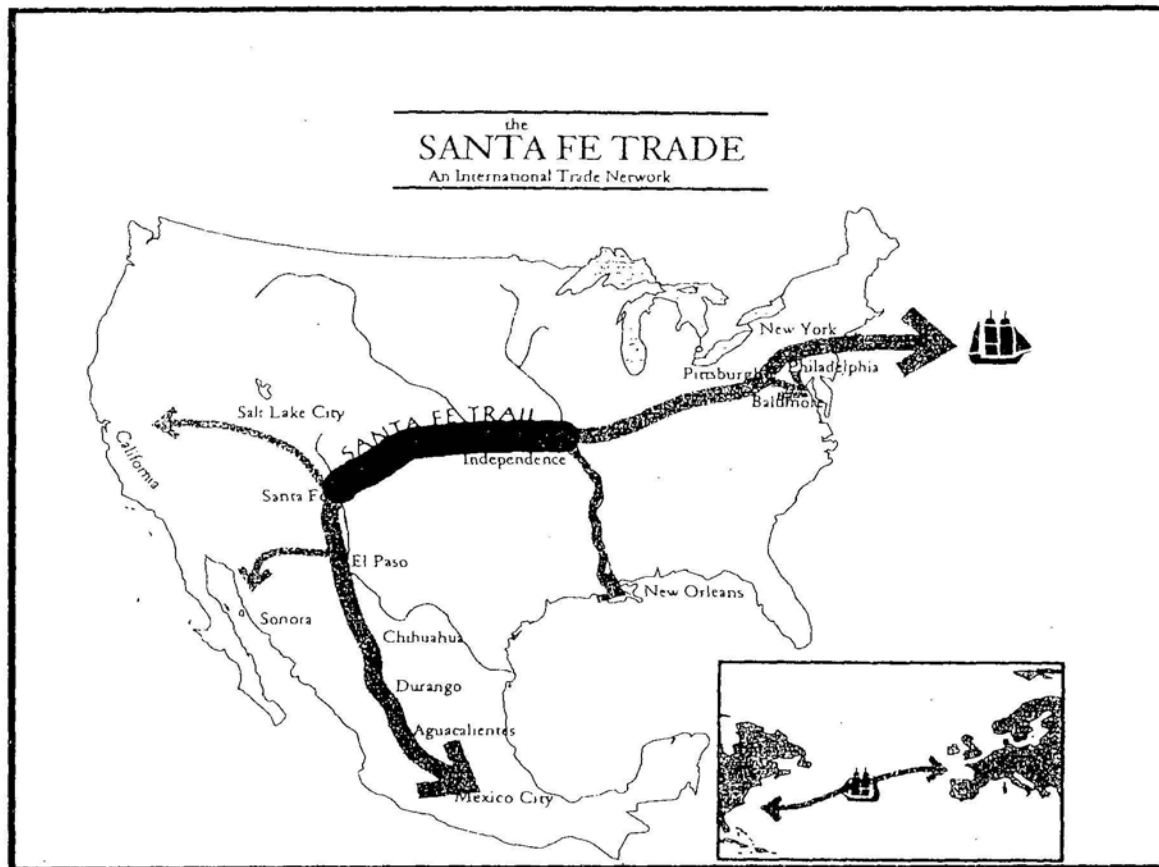 the
SANTA FE TRADE
An International Trade Network
New York
Pittsburgh
Philadelphia
Baltimore
Salt Lake City
SANTA FE TRAIL
California
Independence
Santa Fe
El Paso
New Orleans
Sonora
Chihuahua
Durango
Aguacalientes
Mexico City